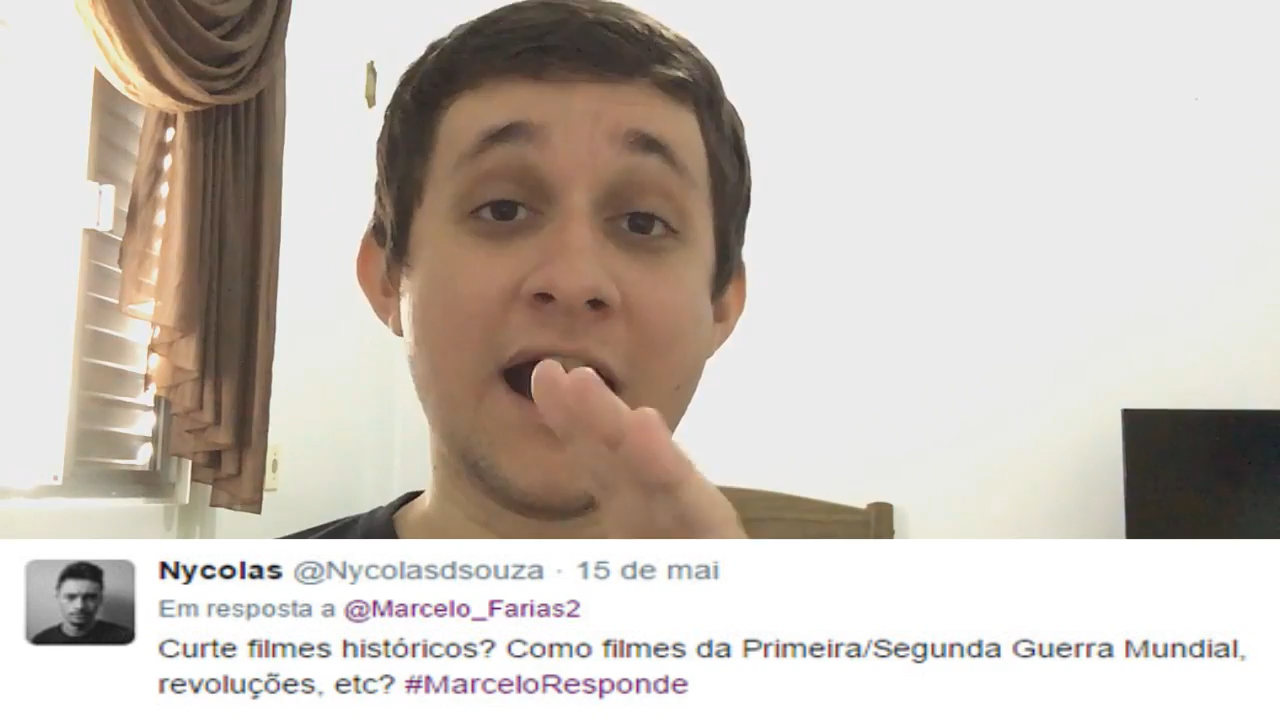 Nycolas @Nycolasdsouza · 15 de mai
Em resposta a @Marcelo_Farias2
Curte filmes históricos? Como filmes da Primeira/Segunda Guerra Mundial,
revoluções, etc? #MarceloResponde